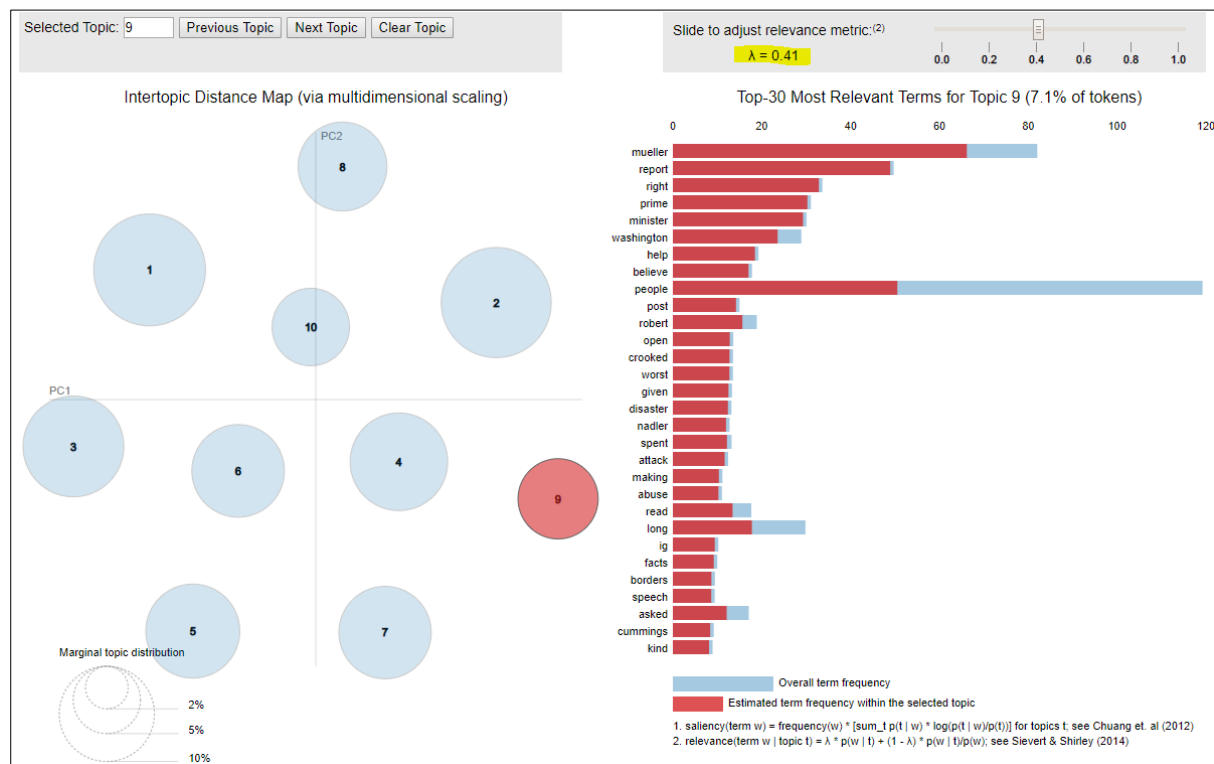 Selected Topic: 9 Previous Topic Next Topic Clear Topic
Slide to adjust relevance metric:(2)
λ = 0.41
0.0 0.2 0.4 0.6 0.8 1.0
Intertopic Distance Map (via multidimensional scaling)
PC2
8
1
2
10
PC1
3
6
4
9
5
7
Marginal topic distribution
2%
5%
10%
Top-30 Most Relevant Terms for Topic 9 (7.1% of tokens)
0 20 40 60 80 100 120
mueller
report
right
prime
minister
washington
help
believe
people
post
robert
open
crooked
worst
given
disaster
nadler
spent
attack
making
abuse
read
long
ig
facts
borders
speech
asked
cummings
kind
Overall term frequency
Estimated term frequency within the selected topic
1. saliency(term w) = frequency(w) * [sum_t p(t | w) * log(p(t | w)/p(t))] for topics t; see Chuang et. al (2012)
2. relevance(term w | topic t) = λ * p(w | t) + (1 - λ) * p(w | t)/p(w); see Sievert & Shirley (2014)